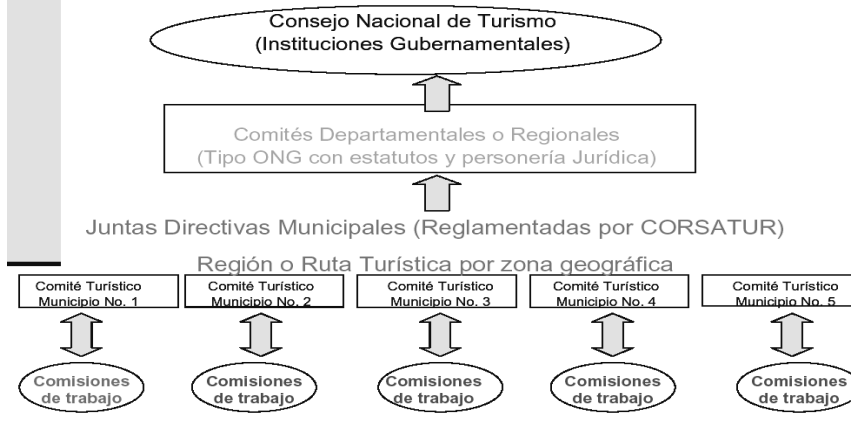 Consejo Nacional de Turismo
(Instituciones Gubernamentales)
Comités Departamentales o Regionales
(Tipo ONG con estatutos y personería Jurídica)
Juntas Directivas Municipales (Reglamentadas por CORSATUR)
Región o Ruta Turística por zona geográfica
Comité Turístico
Municipio No. 1
Comité Turístico
Municipio No. 2
Comité Turístico
Municipio No. 3
Comité Turístico
Municipio No. 4
Comité Turístico
Municipio No. 5
Comisiones
de trabajo
Comisiones
de trabajo
Comisiones
de trabajo
Comisiones
de trabajo
Comisiones
de trabajo